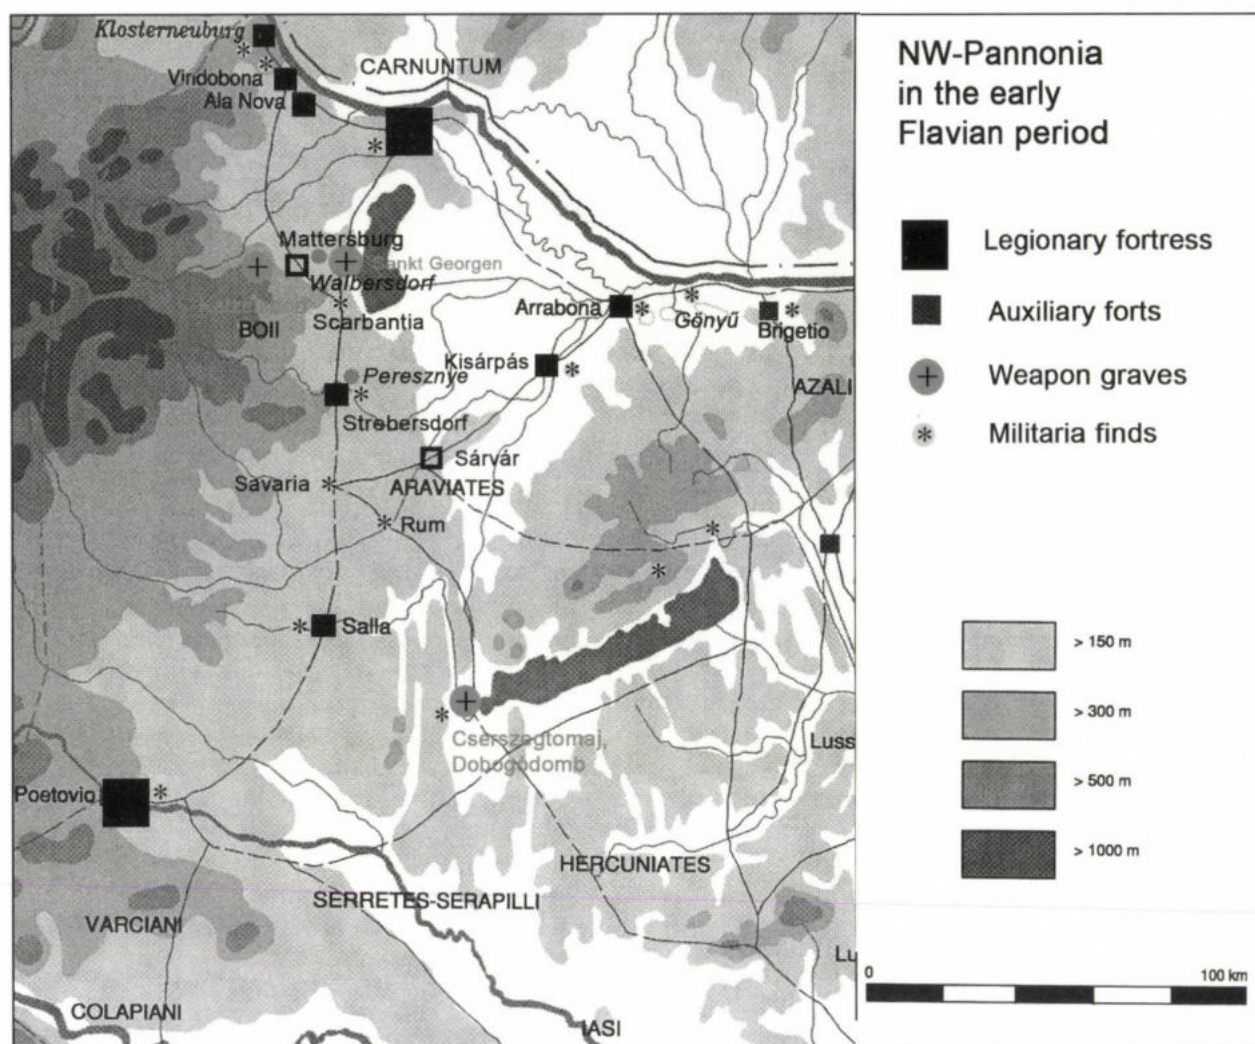 Klosterneuburg
CARNUNTUM
Vindobona
Ala Nova
NW-Pannonia
in the early
Flavian period
Legionary fortress
Auxiliary forts
Weapon graves
Militaria finds
Mattersburg
Sankt Georgen
Walbersdorf
Scarbantia
BOII
Arrabona
Gönyű
Brigetio
Kisárpás
AZALI
Peresznye
Strebersdorf
Sárvár
Savaria
ARAVIATES
Rum
Salla
Cserszegtomaj,
Dobogódomb
Luss
Poetovio
HERCUNIATES
SERRETES-SERAPILLI
VARCIANI
Lu
COLAPIANI
IASI
> 150 m
> 300 m
> 500 m
> 1000 m
0 100 km